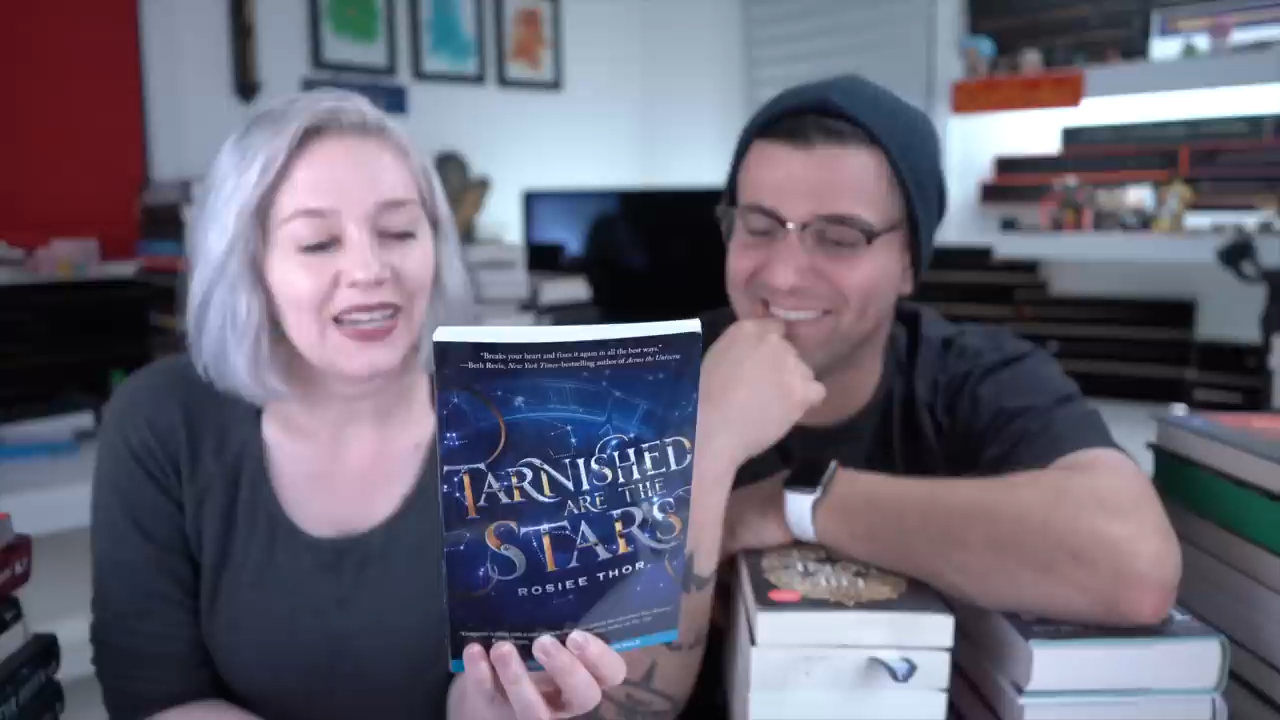 "Breaks your heart and fixes it again in all the best ways."
—Beth Revis, New York Times-bestselling author of Across the Universe
TARNISHED
ARE THE
STARS
ROSIEE THOR